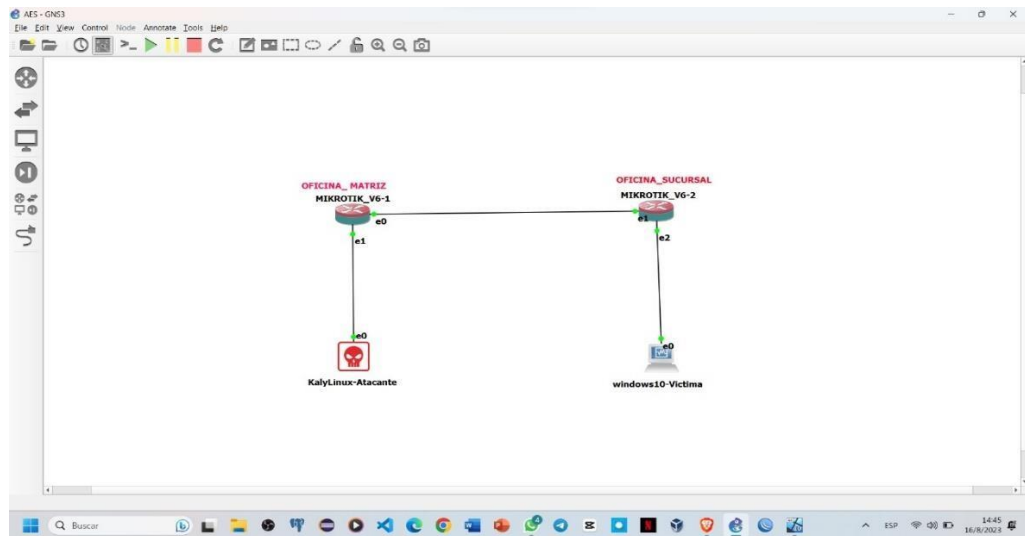 AES - GNS3
File Edit View Control Node Annotate Tools Help
OFICINA_ MATRIZ
MIKROTIK_V6-1
e0
e1
OFICINA_SUCURSAL
MIKROTIK_V6-2
e1
e2
e0
KalyLinux-Atacante
e0
windows10-Victima
Buscar
ESP
14:45
16/8/2023